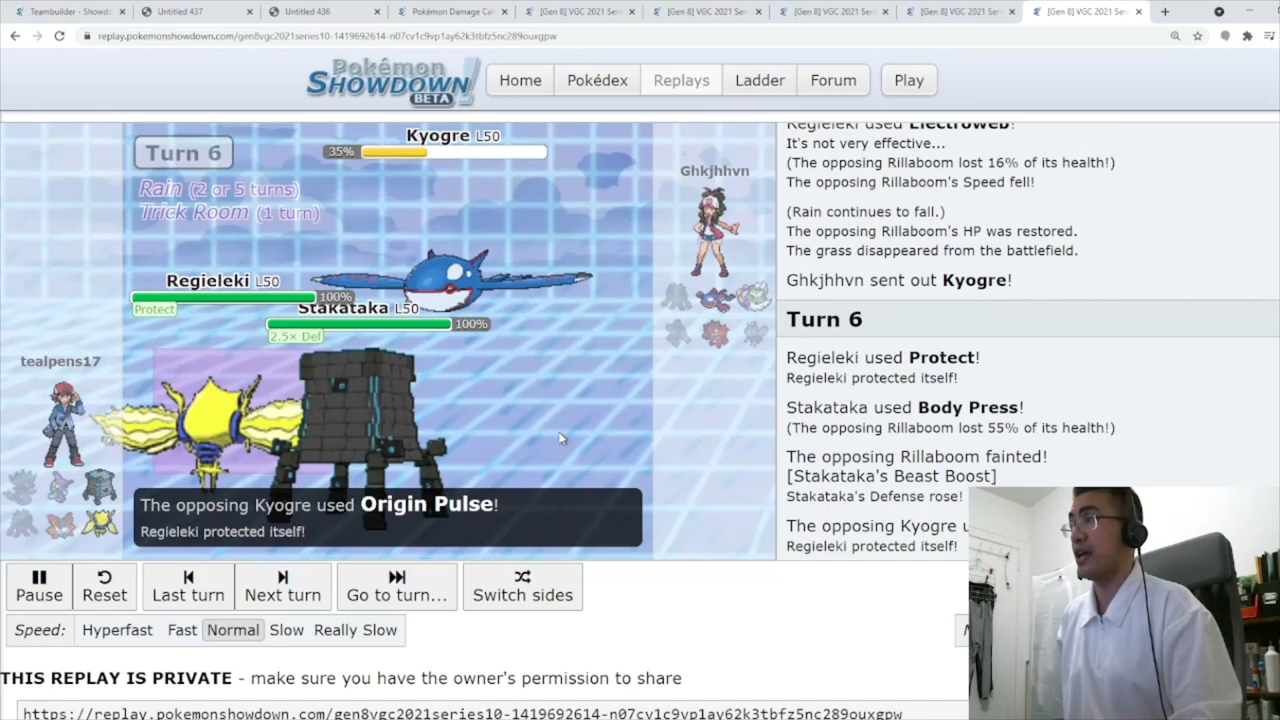 Teambuilder - Showd
Untitled 437
Untitled 436
Pokémon Damage Cal
[Gen 8] VGC 2021 Seri
[Gen 8] VGC 2021 Seri
[Gen 8] VGC 2021 Seri
[Gen 8] VGC 2021 Seri
[Gen 8] VGC 2021 Seri
replay.pokemonshowdown.com/gen8vgc2021series10-1419692614-n07cv1c9vp1ay62k3tbfz5nc289ouxgpw
Pokémon
SHOWDOWN!
BETA
Home
Pokédex
Replays
Ladder
Forum
Play
Turn 6
Rain (2 or 5 turns)
Trick Room (1 turn)
Kyogre L50
35%
Ghkjhhvn
Regieleki L50
100%
Protect
Stakataka L50
100%
2.5× Def
tealpens17
The opposing Kyogre used Origin Pulse!
Regieleki protected itself!
Regieleki used Electroweb!
It's not very effective...
(The opposing Rillaboom lost 16% of its health!)
The opposing Rillaboom's Speed fell!
(Rain continues to fall.)
The opposing Rillaboom's HP was restored.
The grass disappeared from the battlefield.
Ghkjhhvn sent out Kyogre!
Turn 6
Regieleki used Protect!
Regieleki protected itself!
Stakataka used Body Press!
(The opposing Rillaboom lost 55% of its health!)
The opposing Rillaboom fainted!
[Stakataka's Beast Boost]
Stakataka's Defense rose!
The opposing Kyogre u
Regieleki protected itself!
Pause
Reset
Last turn
Next turn
Go to turn...
Switch sides
Speed:
Hyperfast
Fast
Normal
Slow
Really Slow
THIS REPLAY IS PRIVATE - make sure you have the owner's permission to share
https://replay.pokemonshowdown.com/gen8vgc2021series10-1419692614-n07cv1c9vp1ay62k3tbfz5nc289ouxgpw